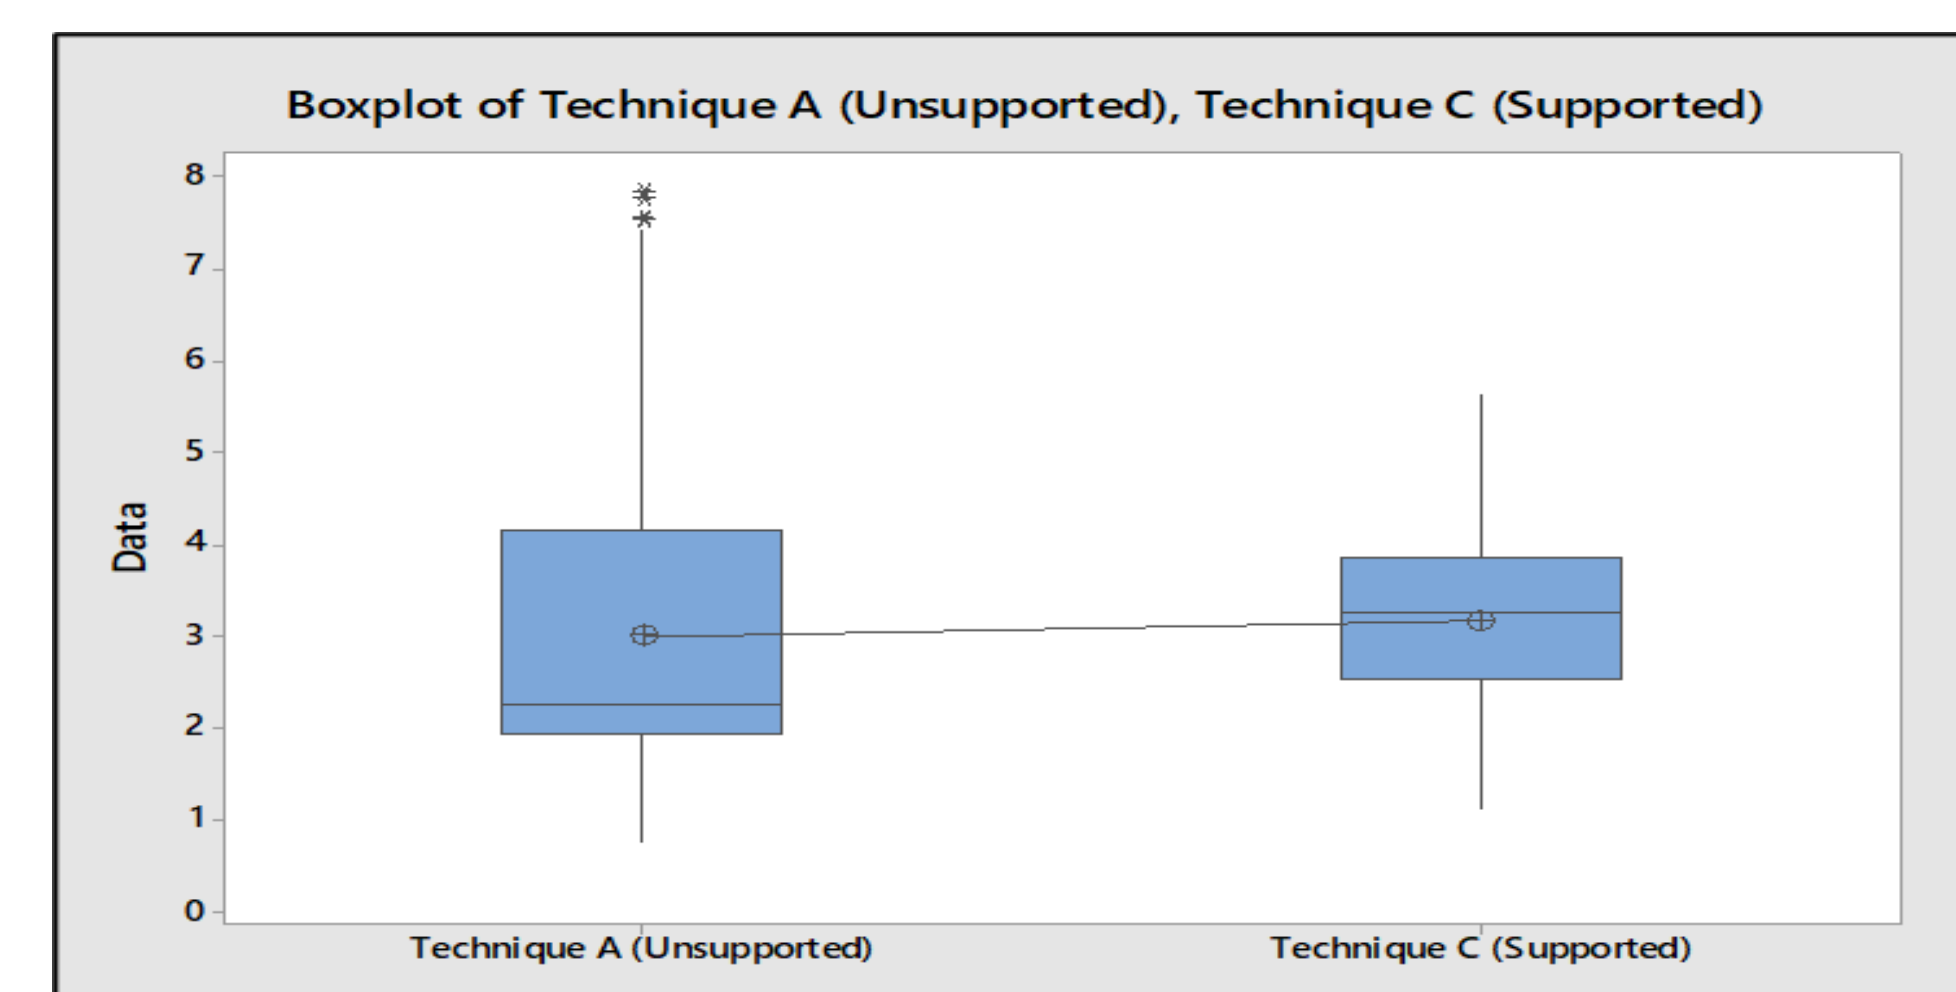 Boxplot of Technique A (Unsupported), Technique C (Supported)
8
7
6
5
4
3
2
1
0
Data
Technique A (Unsupported)
Technique C (Supported)